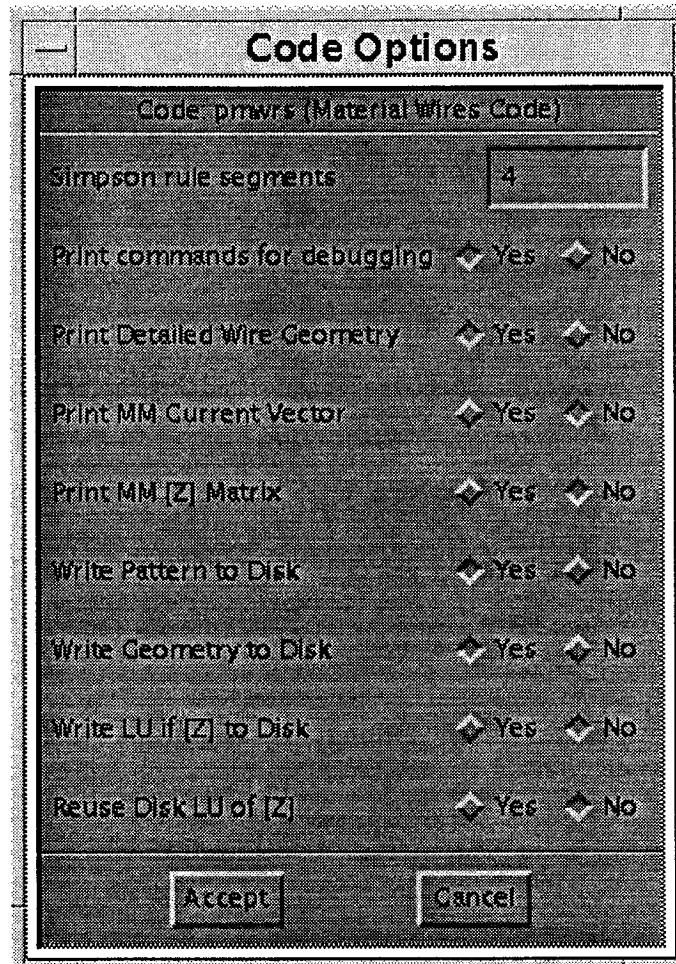 Code Options
Code: pmwrs (Material Wires Code)
Simpson rule segments 4
Print commands for debugging Yes No
Print Detailed Wire Geometry Yes No
Print MM Current Vector Yes No
Print MM [Z] Matrix Yes No
Write Pattern to Disk Yes No
Write Geometry to Disk Yes No
Write LU if [Z] to Disk Yes No
Reuse Disk LU of [Z] Yes No
Accept Cancel